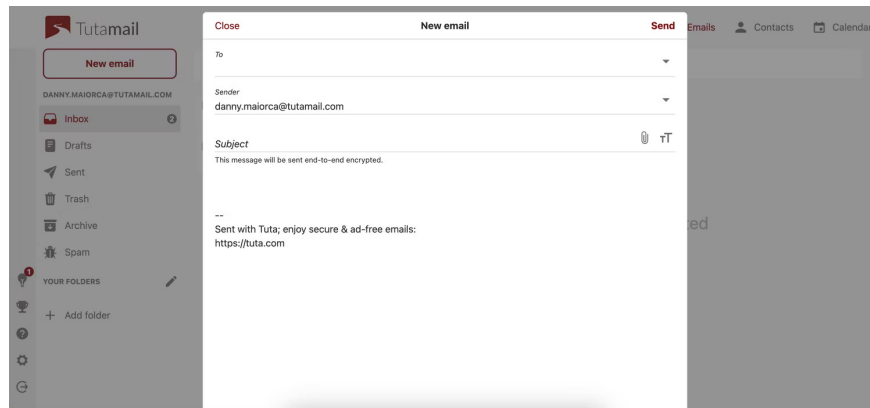 Tutamail
New email
DANNY.MAIORCA@TUTAMAIL.COM
Inbox 2
Drafts
Sent
Trash
Archive
Spam
1
YOUR FOLDERS
+ Add folder
Close New email Send
To
Sender
danny.maiorca@tutamail.com
Subject
This message will be sent end-to-end encrypted.
--
Sent with Tuta; enjoy secure & ad-free emails:
https://tuta.com
Emails Contacts Calendar
ed